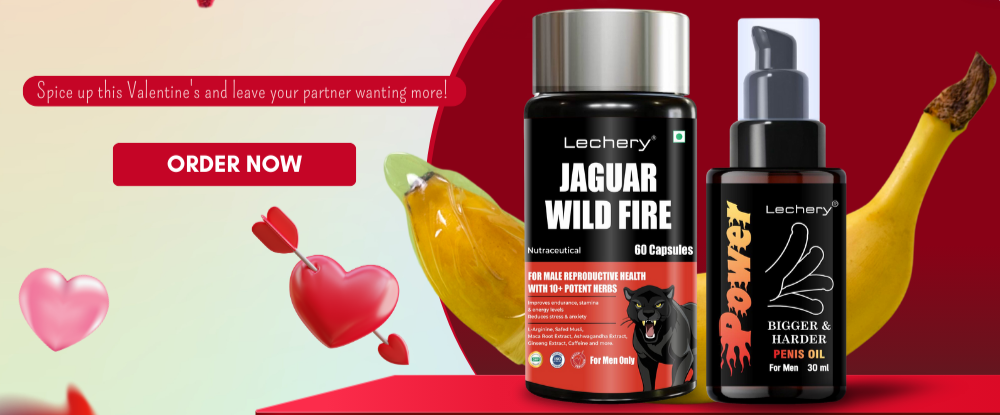 Spice up this Valentine's and leave your partner wanting more!
ORDER NOW
Lechery®
JAGUAR
WILD FIRE
Nutraceutical
60 Capsules
FOR MALE REPRODUCTIVE HEALTH
WITH 10+ POTENT HERBS
Improves endurance, stamina
& energy levels
Reduces stress & anxiety
L-Arginine, Safed Musli,
Maca Root Extract, Ashwagandha Extract,
Ginseng Extract, Caffeine and more.
For Men Only
Lechery®
Power
BIGGER &
HARDER
PENIS OIL
For Men 30 ml